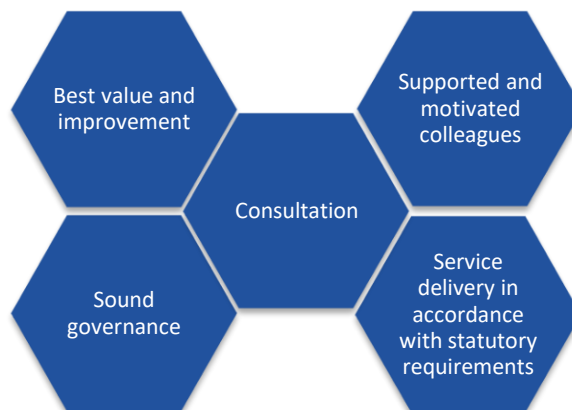 Best value and
improvement
Supported and
motivated
colleagues
Consultation
Sound
governance
Service
delivery in
accordance
with statutory
requirements